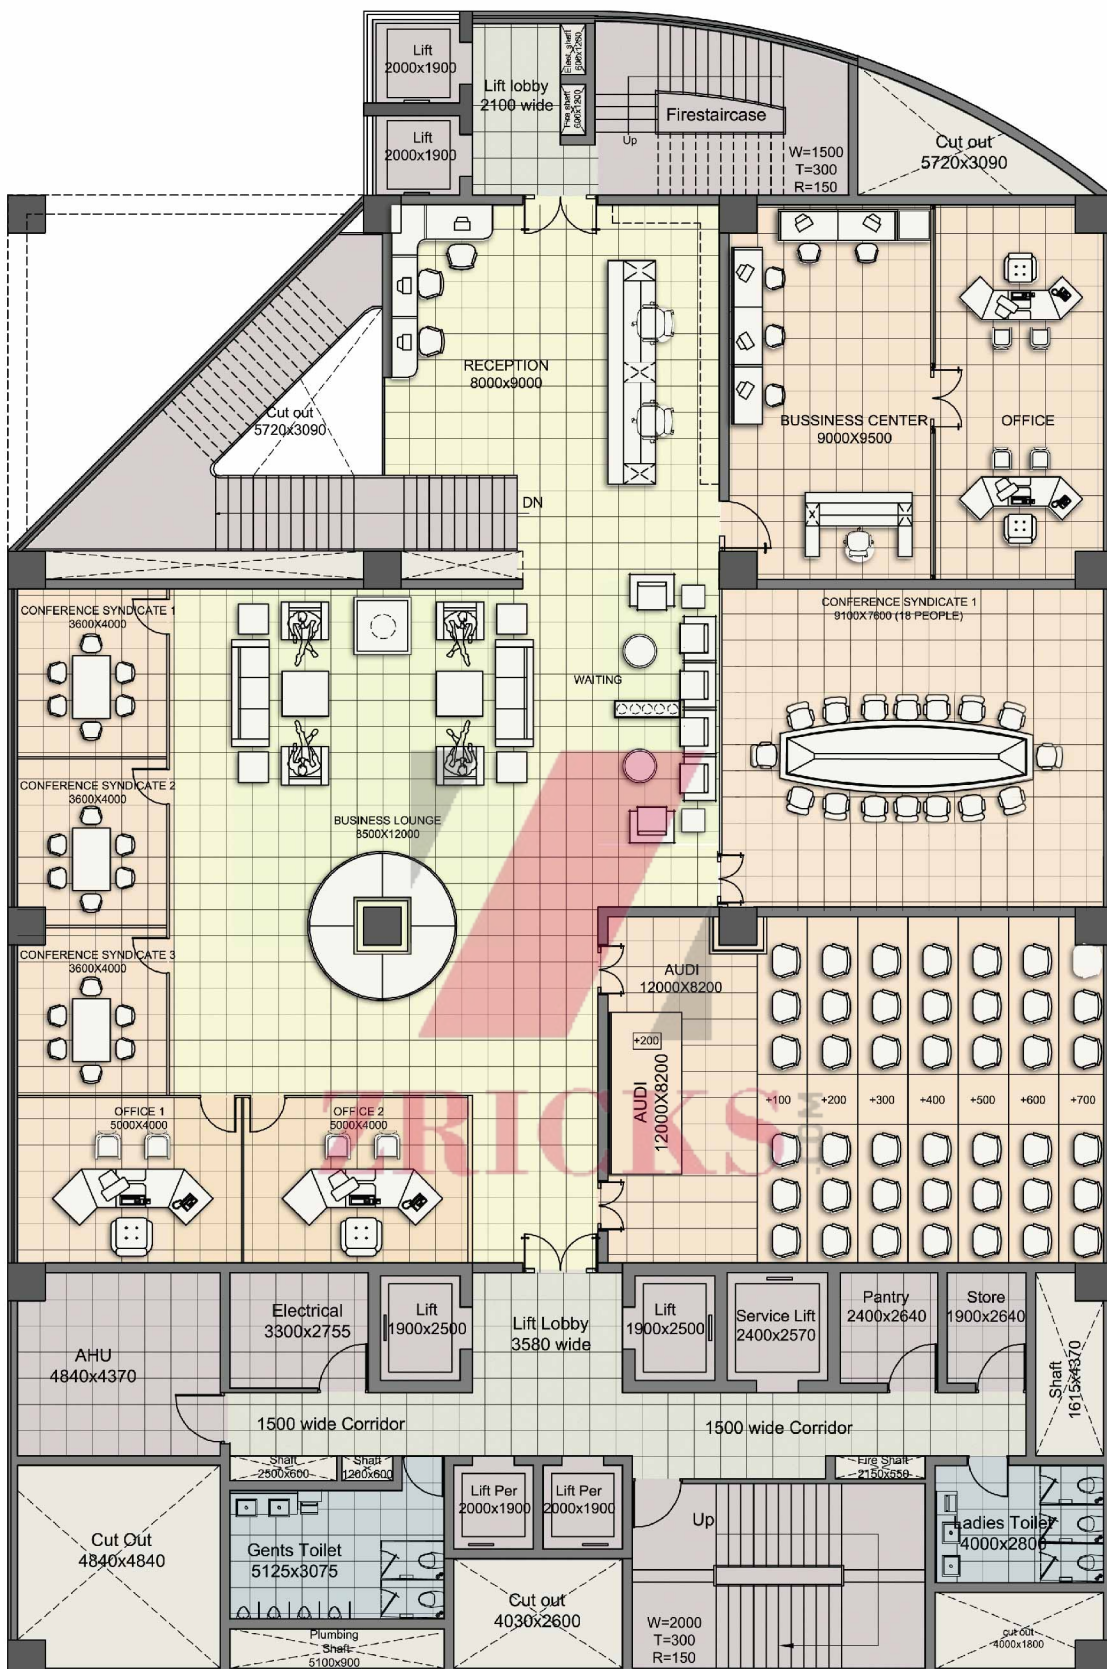 Lift
2000x1900
Lift lobby
2100 wide
Elect. shaft
600x1200
Fire shaft
600x1200
Lift
2000x1900
Firestaircase
Up
W=1500
T=300
R=150
Cut out
5720x3090
RECEPTION
8000x9000
Cut out
5720x3090
DN
BUSSINESS CENTER
9000X9500
OFFICE
CONFERENCE SYNDICATE 1
3600X4000
CONFERENCE SYNDICATE 1
9100X7600 (18 PEOPLE)
WAITING
CONFERENCE SYNDICATE 2
3600X4000
BUSINESS LOUNGE
8500X12000
CONFERENCE SYNDICATE 3
3600X4000
AUDI
12000X8200
+200
AUDI
12000X8200
+100
+200
+300
+400
+500
+600
+700
ZRICKS
.COM
OFFICE 1
5000X4000
OFFICE 2
5000X4000
AHU
4840x4370
Electrical
3300x2755
Lift
1900x2500
Lift Lobby
3580 wide
Lift
1900x2500
Service Lift
2400x2570
Pantry
2400x2640
Store
1900x2640
Shaft
1615x4370
1500 wide Corridor
1500 wide Corridor
Shaft
2500x600
Shaft
1200x600
Fire Shaft
2150x550
Cut Out
4840x4840
Gents Toilet
5125x3075
Lift Per
2000x1900
Lift Per
2000x1900
Up
Ladies Toilet
4000x2800
Cut out
4030x2600
W=2000
T=300
R=150
Plumbing
Shaft
5100x900
cut out
4000x1800